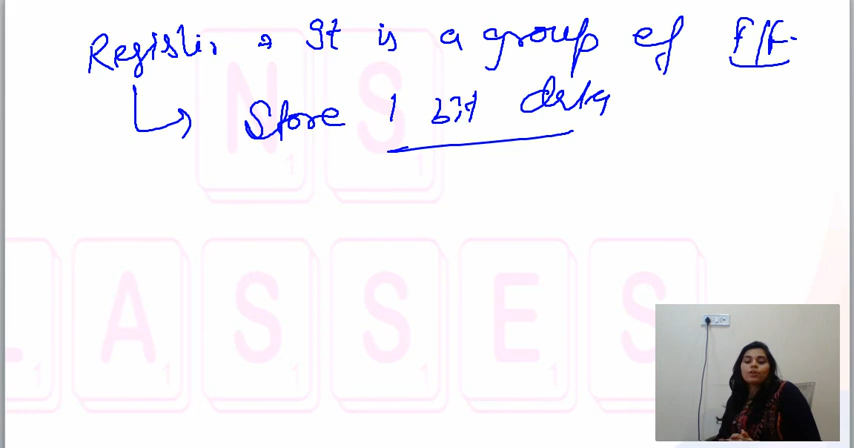 Register → It is a group of F/F.
↳ Store 1 bit data
N S
L A S S E S